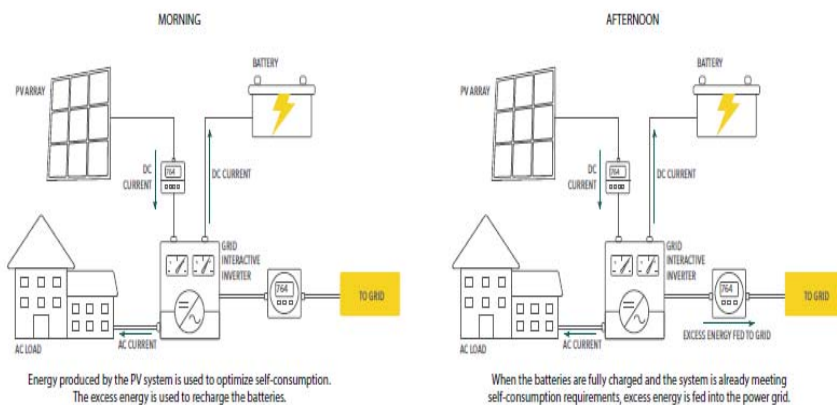 MORNING
BATTERY
PV ARRAY
DC
CURRENT
764
DC CURRENT
GRID
INTERACTIVE
INVERTER
764
TO GRID
AC CURRENT
AC LOAD
Energy produced by the PV system is used to optimize self-consumption.
The excess energy is used to recharge the batteries.
AFTERNOON
BATTERY
PV ARRAY
DC
CURRENT
764
DC CURRENT
GRID
INTERACTIVE
INVERTER
764
TO GRID
EXCESS ENERGY FED TO GRID
AC CURRENT
AC LOAD
When the batteries are fully charged and the system is already meeting
self-consumption requirements, excess energy is fed into the power grid.